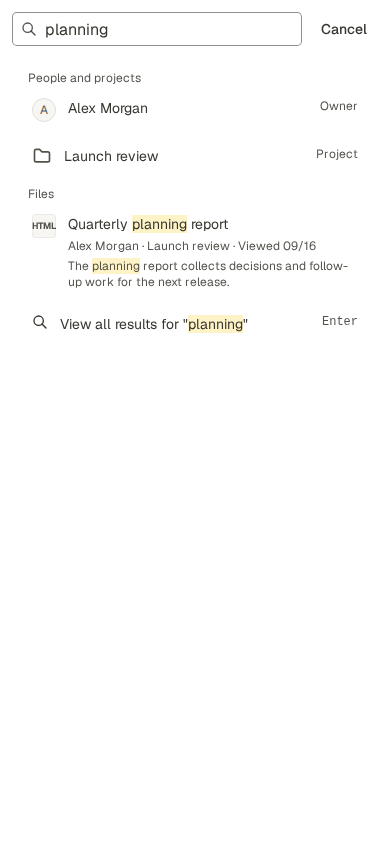 planning
Cancel
People and projects
A
Alex Morgan
Owner
Launch review
Project
Files
HTML
Quarterly planning report
Alex Morgan · Launch review · Viewed 09/16
The planning report collects decisions and follow-
up work for the next release.
View all results for "planning"
Enter